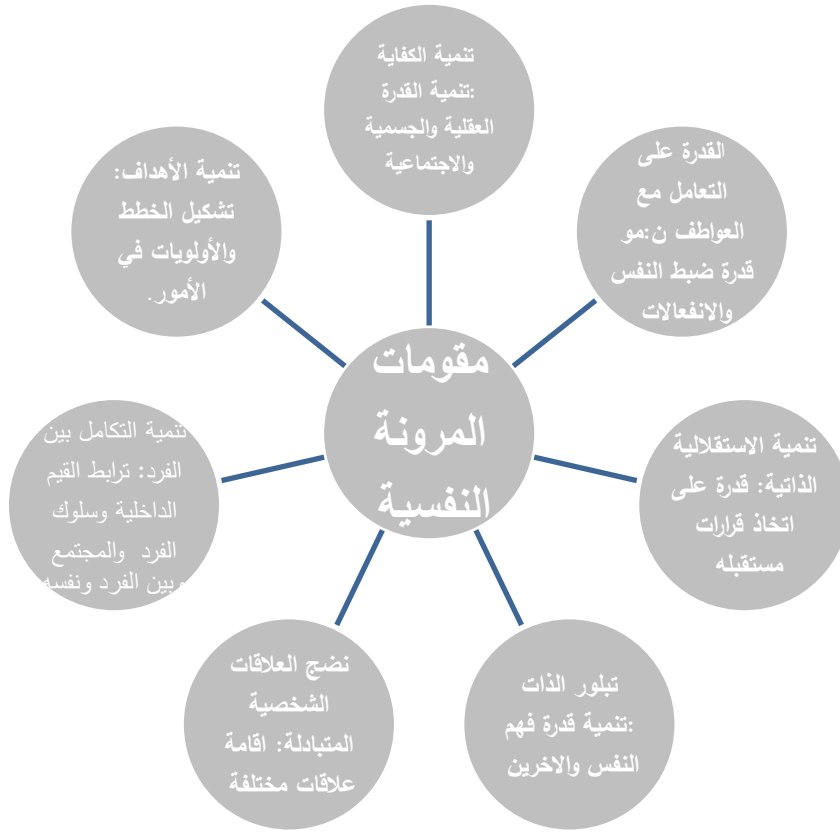 تنمية الكفاية
:تنمية القدرة
العقلية والجسمية
والاجتماعية
القدرة على
التعامل مع
العواطف ن:مو
قدرة ضبط النفس
والانفعالات
تنمية الاستقلالية
الذاتية: قدرة على
اتخاذ قرارات
مستقبله
تبلور الذات
:تنمية قدرة فهم
النفس والاخرين
نضج العلاقات
الشخصية
المتبادلة: اقامة
علاقات مختلفة
تنمية التكامل بين
الفرد: ترابط القيم
الداخلية وسلوك
الفرد والمجتمع
وبين الفرد ونفسه
تنمية الأهداف:
تشكيل الخطط
والأولويات في
الأمور.
مقومات
المرونة
النفسية